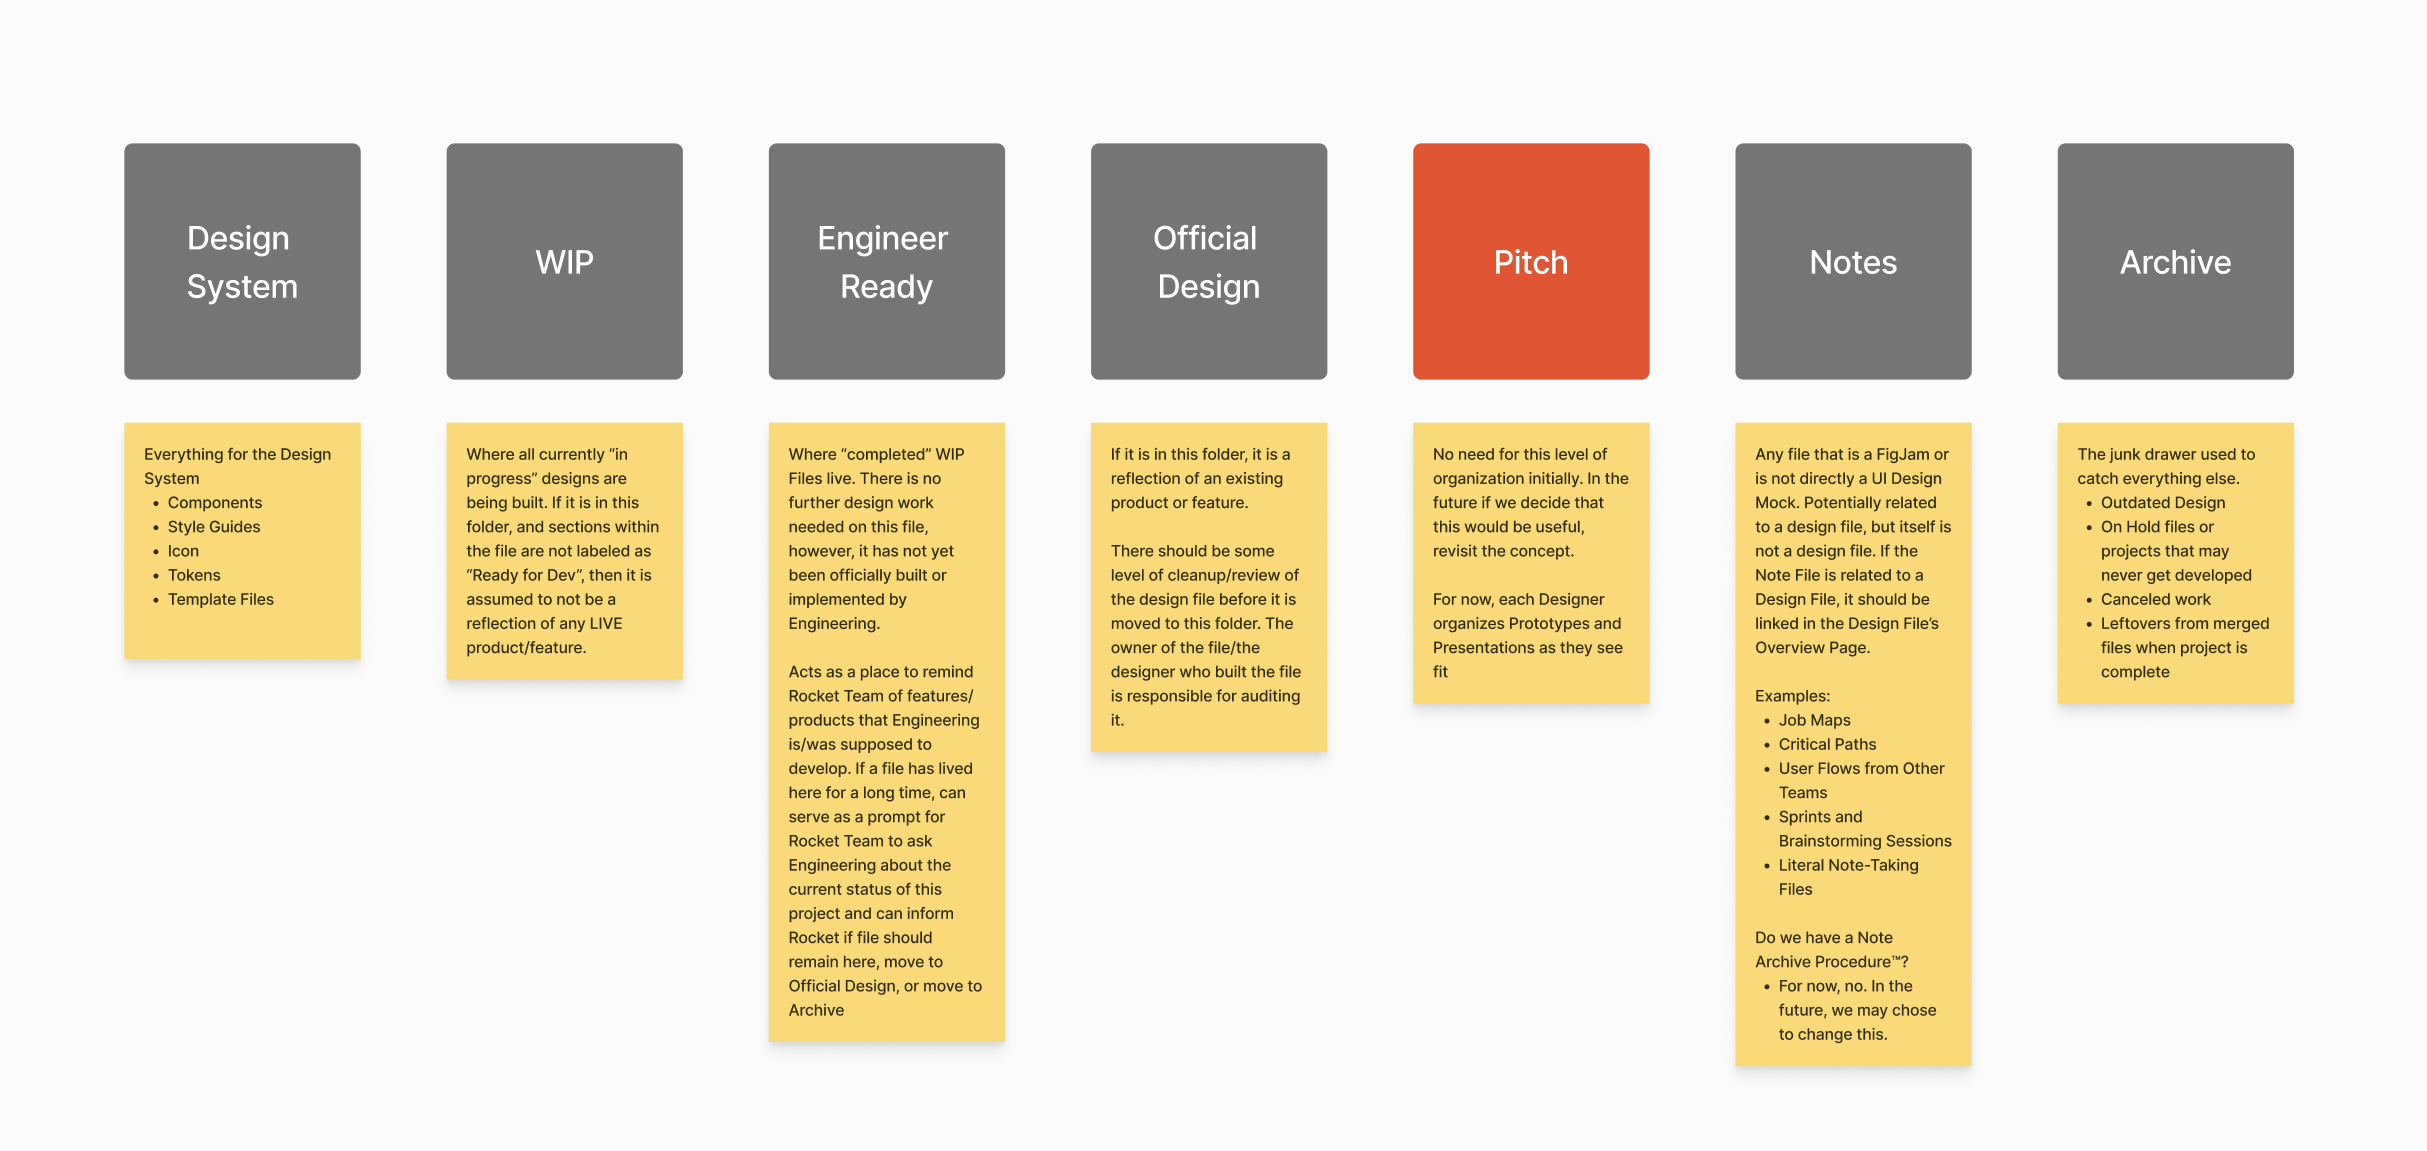 Design
System
WIP
Engineer
Ready
Official
Design
Pitch
Notes
Archive
Everything for the Design
System
• Components
• Style Guides
• Icon
• Tokens
• Template Files
Where all currently “in
progress” designs are
being built. If it is in this
folder, and sections within
the file are not labeled as
“Ready for Dev”, then it is
assumed to not be a
reflection of any LIVE
product/feature.
Where “completed” WIP
Files live. There is no
further design work
needed on this file,
however, it has not yet
been officially built or
implemented by
Engineering.
Acts as a place to remind
Rocket Team of features/
products that Engineering
is/was supposed to
develop. If a file has lived
here for a long time, can
serve as a prompt for
Rocket Team to ask
Engineering about the
current status of this
project and can inform
Rocket if file should
remain here, move to
Official Design, or move to
Archive
If it is in this folder, it is a
reflection of an existing
product or feature.
There should be some
level of cleanup/review of
the design file before it is
moved to this folder. The
owner of the file/the
designer who built the file
is responsible for auditing
it.
No need for this level of
organization initially. In the
future if we decide that
this would be useful,
revisit the concept.
For now, each Designer
organizes Prototypes and
Presentations as they see
fit
Any file that is a FigJam or
is not directly a UI Design
Mock. Potentially related
to a design file, but itself is
not a design file. If the
Note File is related to a
Design File, it should be
linked in the Design File’s
Overview Page.
Examples:
• Job Maps
• Critical Paths
• User Flows from Other
Teams
• Sprints and
Brainstorming Sessions
• Literal Note-Taking
Files
Do we have a Note
Archive Procedure™?
• For now, no. In the
future, we may chose
to change this.
The junk drawer used to
catch everything else.
• Outdated Design
• On Hold files or
projects that may
never get developed
• Canceled work
• Leftovers from merged
files when project is
complete